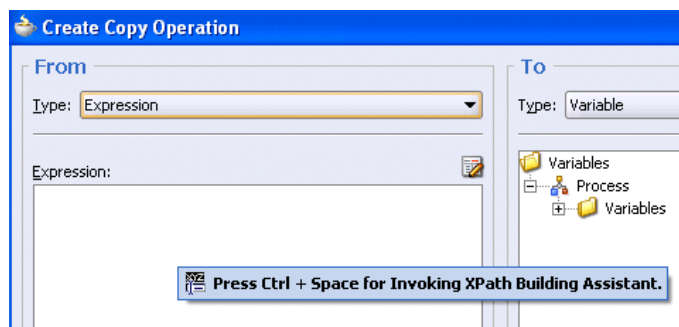 Create Copy Operation
From
Type: Expression
Expression:
To
Type: Variable
Variables
Process
Variables
Press Ctrl + Space for Invoking XPath Building Assistant.